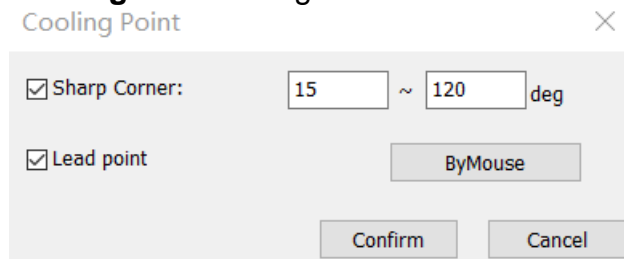 Cooling Point
Sharp Corner: 15 ~ 120 deg
Lead point ByMouse
Confirm Cancel